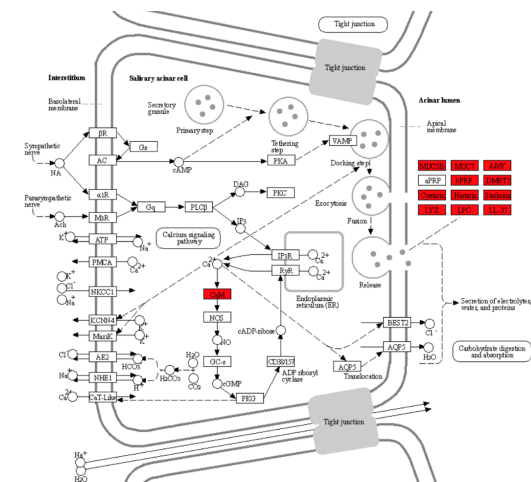 Tight junction
Tight junction
Interstitium
Salivary acinar cell
Acinar lumen
Basolateral
membrane
Secretory
granule
Apical
membrane
Primary step
Tethering
step
VAMP
Docking step
Sympathetic
nerve
NA
βR
Gs
AC
cAMP
PKA
MUC5B
MUC7
AMY
aPRP
bPRP
DMBT1
Cystatin
Histatin
Statherin
LYZ
LPO
LL-37
α1R
DAG
PKC
Exocytosis
Parasympathetic
nerve
Ach
MsR
Gq
PLCβ
IP3
Fusion
K+
ATP
Na+
Calcium signaling
pathway
PMCA
Ca2+
Ca2+
IP3R
Ca2+
RyR
Ca2+
Release
K+
Cl-
Na+
NKCC1
CaM
Endoplasmic
reticulum (ER)
Secretion of electrolytes,
water, and proteins
KCNN4
K+
MaxiK
K+
NOS
NO
cADP-ribose
BEST2
Cl-
Cl-
AE2
HCO3-
H2O
H2CO3
CO2
GC-s
CD38/157
ADP ribosyl
cyclase
AQP5
H2O
Carbohydrate digestion
and absorption
Na+
NHE1
H+
cGMP
AQP5
Translocation
Ca2+
CaT-Like
PKG
Tight junction
Na+
H2O